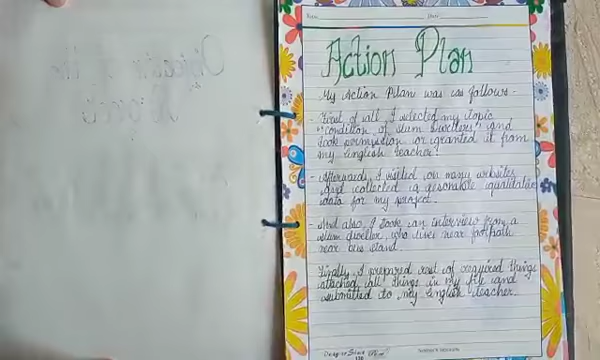 Action Plan
My Action Plan was as follows-
- First of all, I selected my topic
"condition of slum dwellers" and
took permission or granted it from
my English teacher.
- Afterwards, I visited on many websites
and collected a qualitative
data for my project.
- And also, I took an interview from a
slum dweller, who lives near footpath
near bus stand.
Finally, I prepared rest of required things
attached all things in my file and
submitted to my English teacher.